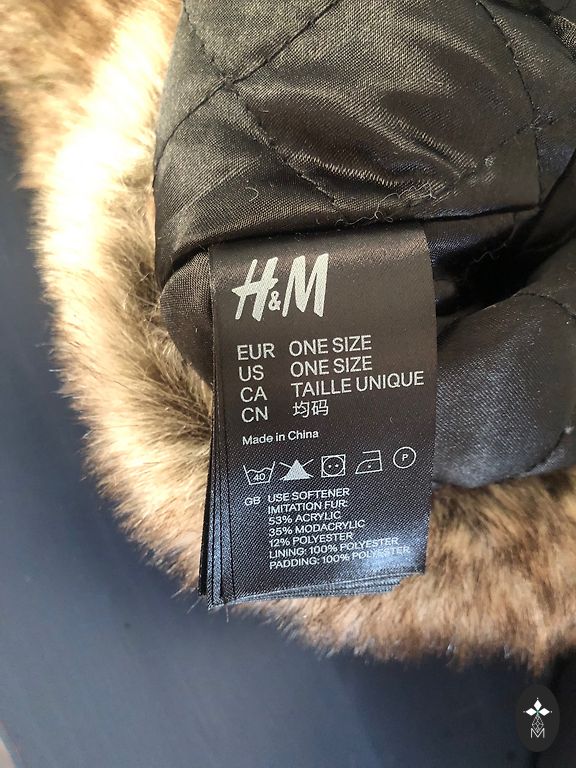 H&M
EUR ONE SIZE
US ONE SIZE
CA TAILLE UNIQUE
CN 均码
Made in China
40 P
GB USE SOFTENER
IMITATION FUR:
53% ACRYLIC
35% MODACRYLIC
12% POLYESTER
LINING: 100% POLYESTER
PADDING: 100% POLYESTER
M